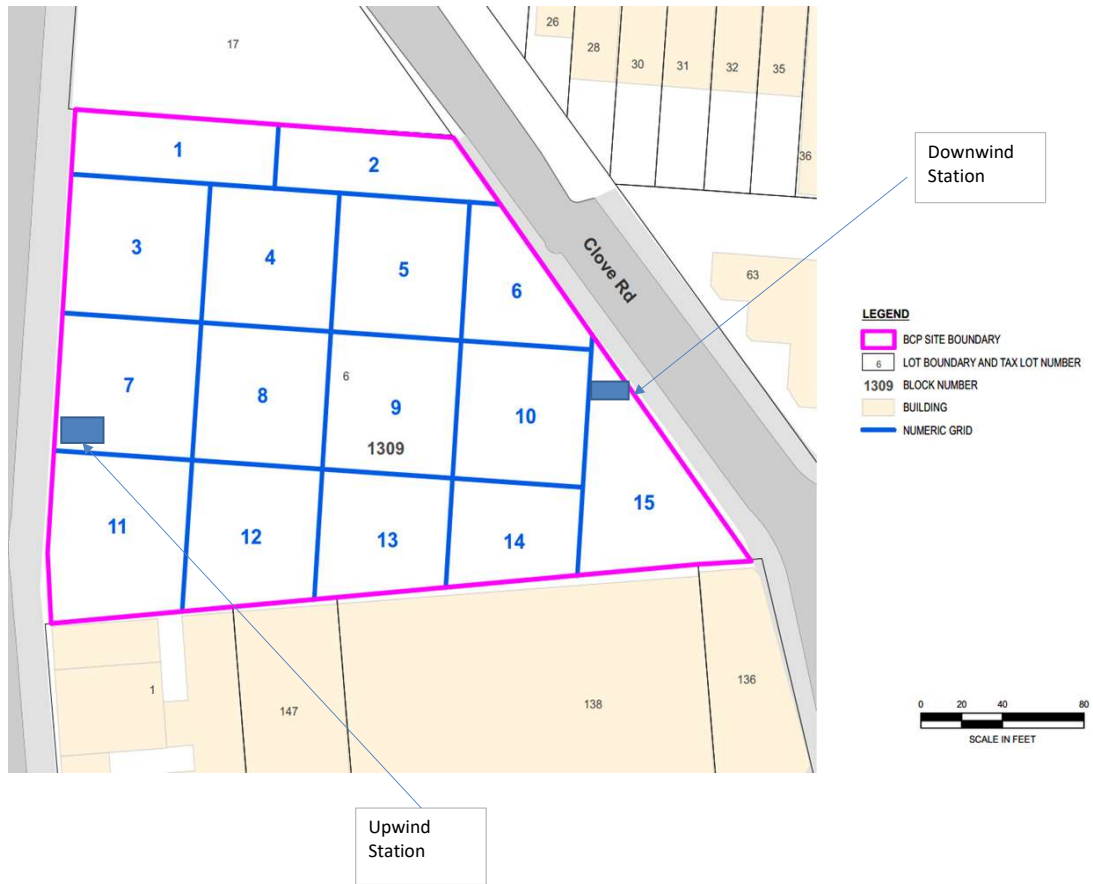 17
26
28
30
31
32
35
36
Downwind
Station
1
2
3
4
5
6
Clove Rd
63
LEGEND
BCP SITE BOUNDARY
6 LOT BOUNDARY AND TAX LOT NUMBER
1309 BLOCK NUMBER
BUILDING
NUMERIC GRID
7
8
6
9
10
1309
11
12
13
14
15
1
147
138
136
0 20 40 80
SCALE IN FEET
Upwind
Station